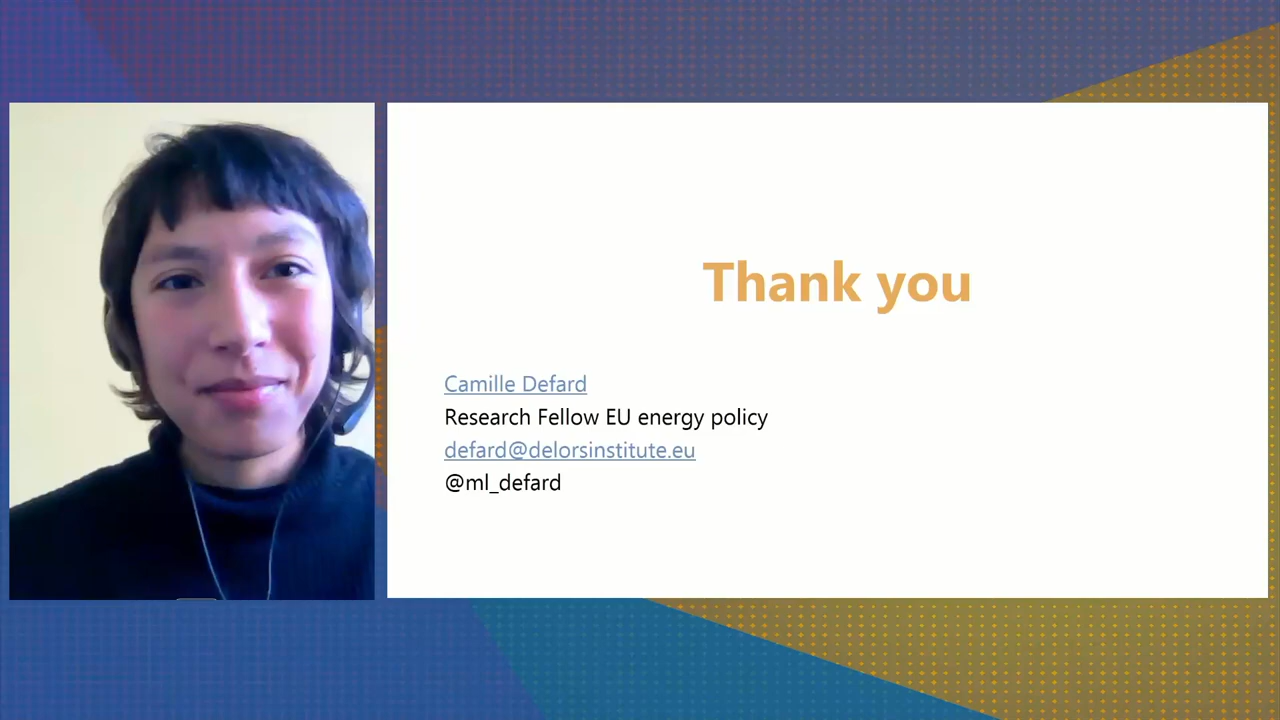 Thank you
Camille Defard
Research Fellow EU energy policy
defard@delorsinstitute.eu
@ml_defard